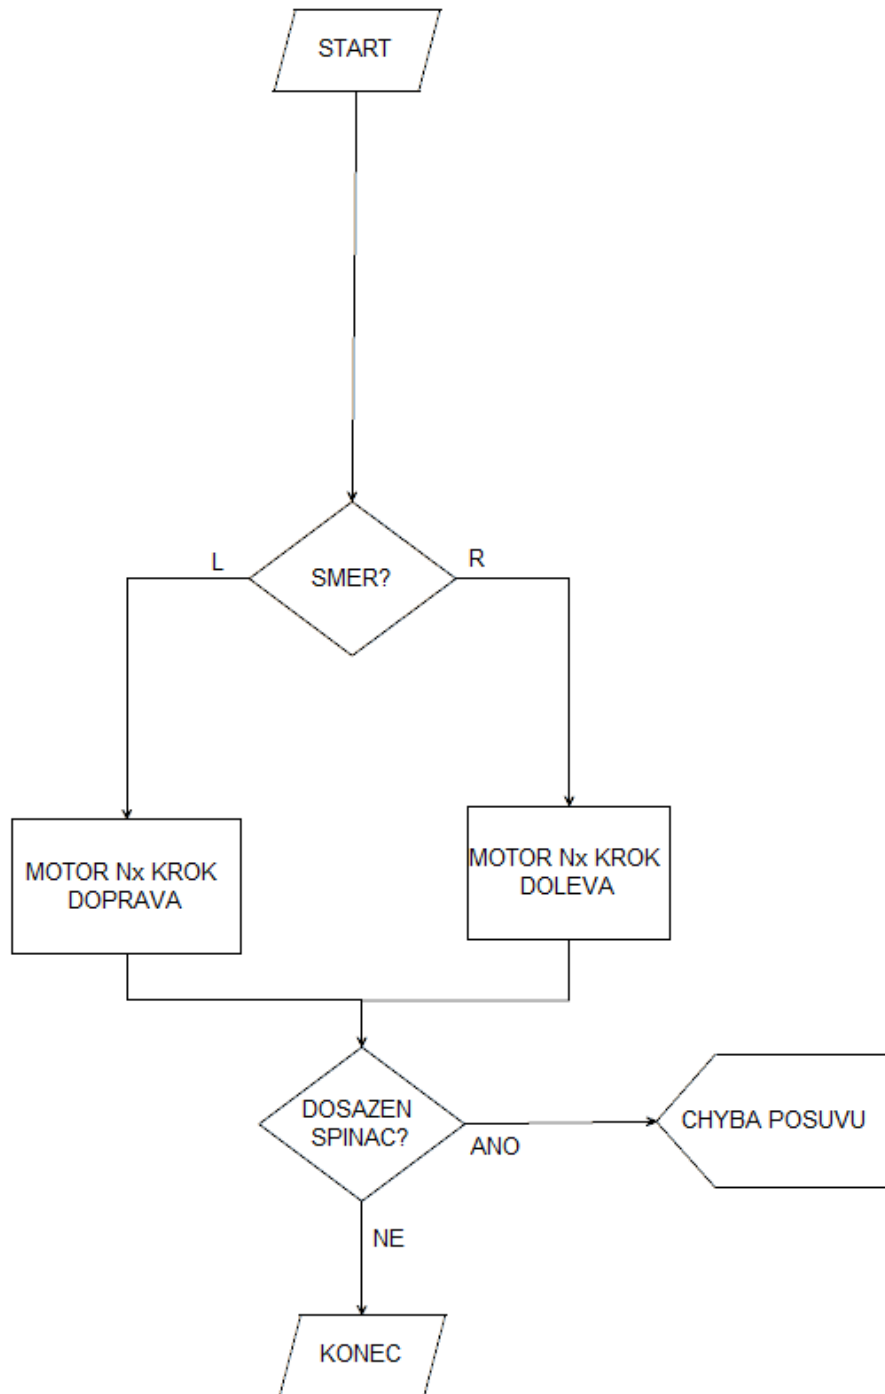 START
L
R
SMER?
MOTOR Nx KROK
DOPRAVA
MOTOR Nx KROK
DOLEVA
DOSAZEN
SPINAC?
ANO
CHYBA POSUVU
NE
KONEC